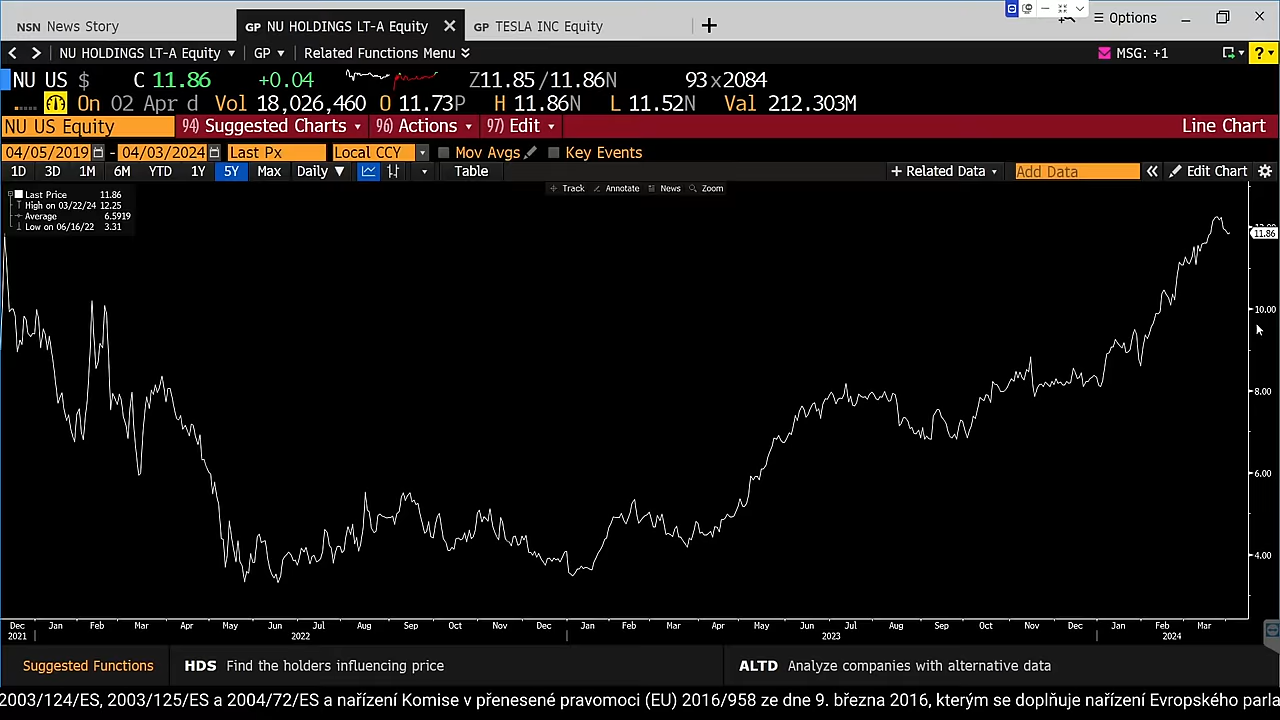 NSN News Story GP NU HOLDINGS LT-A Equity GP TESLA INC Equity Options
NU HOLDINGS LT-A Equity GP Related Functions Menu MSG: +1 ?
NU US $ C 11.86 +0.04 Z11.85/11.86N 93x2084
On 02 Apr d Vol 18,026,460 O 11.73P H 11.86N L 11.52N Val 212.303M
NU US Equity 94) Suggested Charts 96) Actions 97) Edit Line Chart
04/05/2019 - 04/03/2024 Last Px Local CCY Mov Avgs Key Events
1D 3D 1M 6M YTD 1Y 5Y Max Daily ▼ Table + Related Data Add Data « Edit Chart
Track Annotate News Zoom
Last Price 11.86
High on 03/22/24 12.25
Average 6.5919
Low on 06/16/22 3.31
11.86
10.00
8.00
6.00
4.00
Dec Jan Feb Mar Apr May Jun Jul Aug Sep Oct Nov Dec Jan Feb Mar Apr May Jun Jul Aug Sep Oct Nov Dec Jan Feb Mar
2021 2022 2023 2024
Suggested Functions HDS Find the holders influencing price ALTD Analyze companies with alternative data
2003/124/ES, 2003/125/ES a 2004/72/ES a nařízení Komise v přenesené pravomoci (EU) 2016/958 ze dne 9. března 2016, kterým se doplňuje nařízení Evropského parla